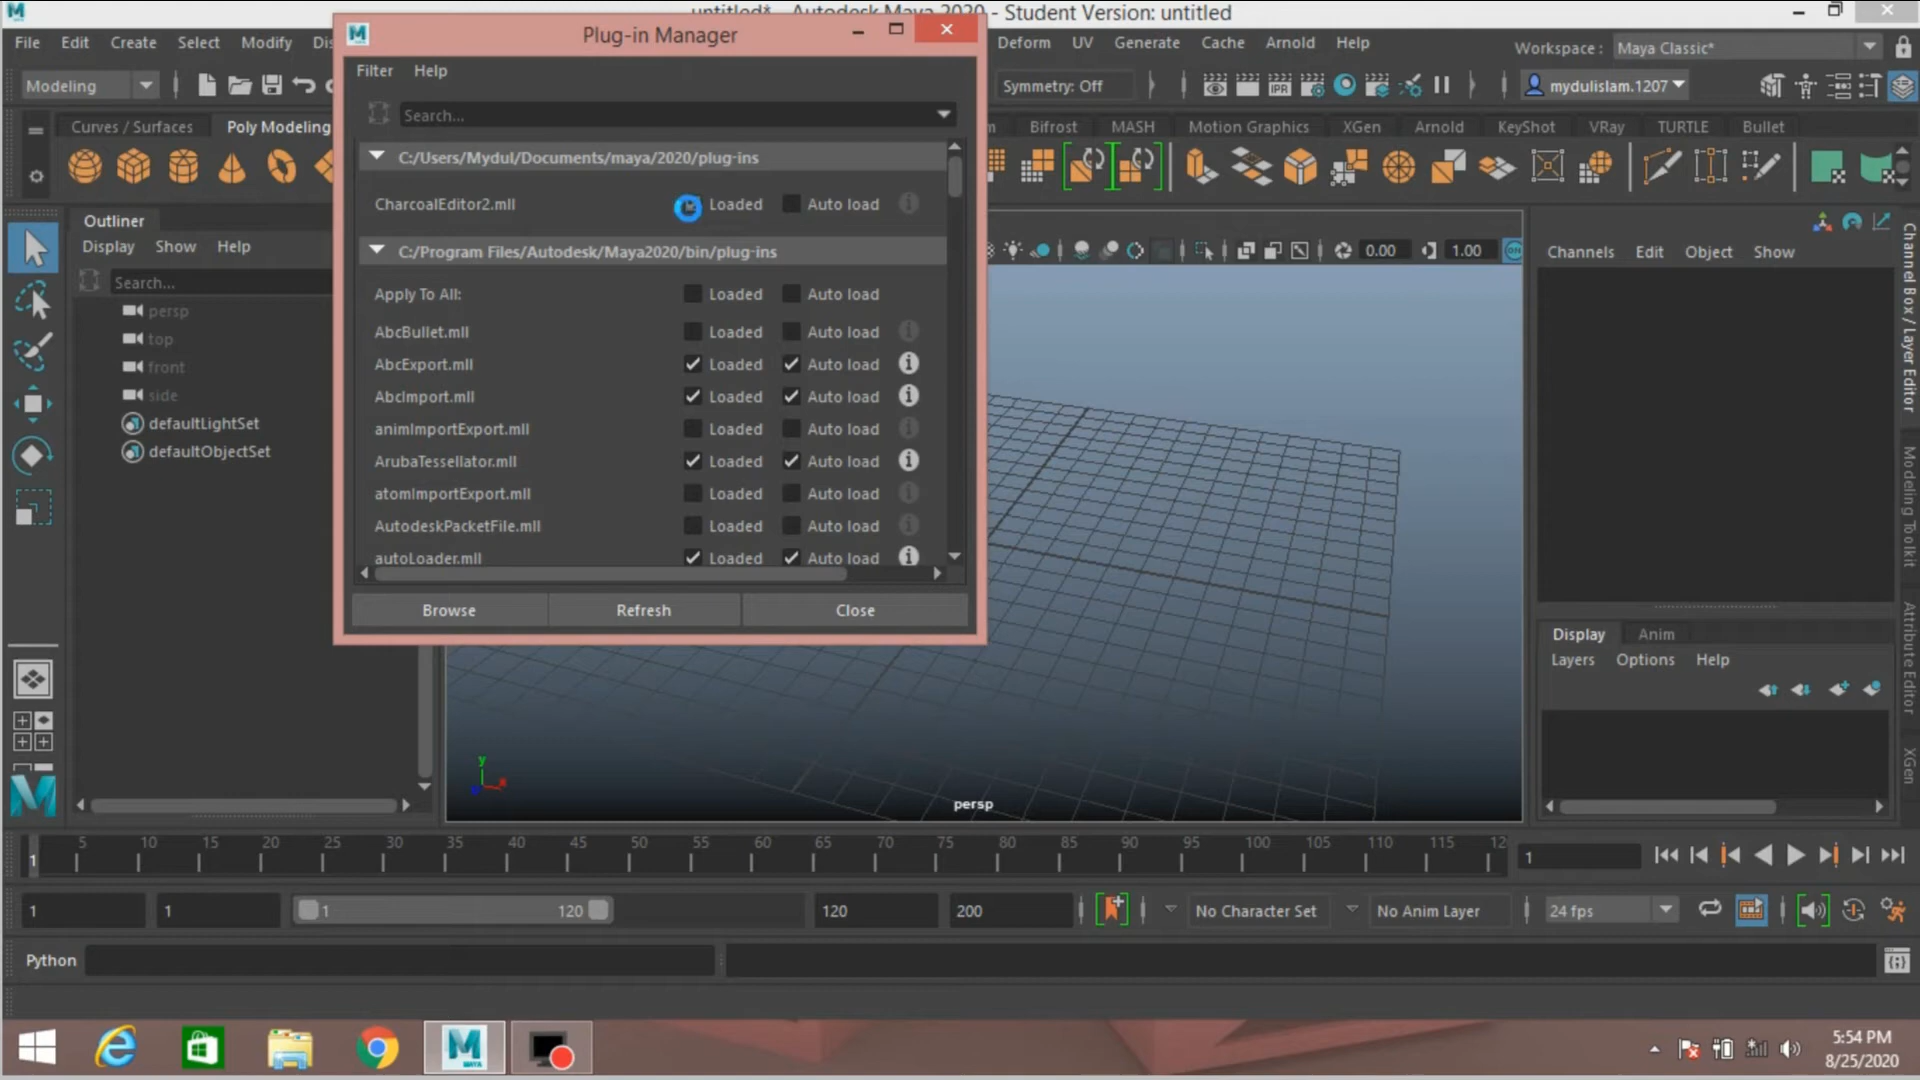 untitled* - Autodesk Maya 2020 - Student Version: untitled
Plug-in Manager
File Edit Create Select Modify
Deform UV Generate Cache Arnold Help
Workspace : Maya Classic*
Filter Help
Modeling
Symmetry: Off
IPR
mydulislam.1207
Search...
Curves / Surfaces Poly Modeling
Bifrost MASH Motion Graphics XGen Arnold KeyShot VRay TURTLE Bullet
C:/Users/Mydul/Documents/maya/2020/plug-ins
CharcoalEditor2.mll Loaded Auto load
C:/Program Files/Autodesk/Maya2020/bin/plug-ins
Apply To All: Loaded Auto load
AbcBullet.mll Loaded Auto load
AbcExport.mll Loaded Auto load
AbcImport.mll Loaded Auto load
animImportExport.mll Loaded Auto load
ArubaTessellator.mll Loaded Auto load
atomImportExport.mll Loaded Auto load
AutodeskPacketFile.mll Loaded Auto load
autoLoader.mll Loaded Auto load
Browse Refresh Close
Outliner
Display Show Help
Search...
persp
top
front
side
defaultLightSet
defaultObjectSet
0.00 1.00
ON
Channels Edit Object Show
Channel Box / Layer Editor
Modeling Toolkit
Attribute Editor
XGen
Display Anim
Layers Options Help
y
persp
1 5 10 15 20 25 30 35 40 45 50 55 60 65 70 75 80 85 90 95 100 105 110 115 12
1
1 1 1 120 120 200
No Character Set No Anim Layer 24 fps
Python
MAYA
5:54 PM
8/25/2020